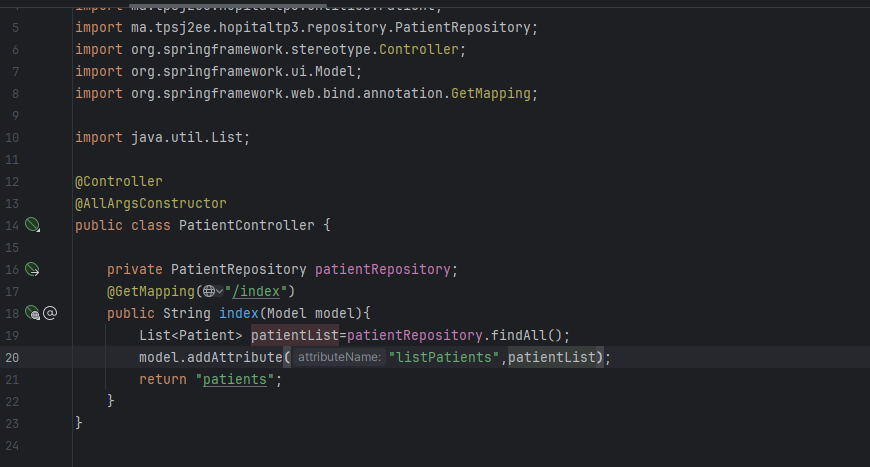 5 import ma.tpsj2ee.hopitaltp3.repository.PatientRepository;
6 import org.springframework.stereotype.Controller;
7 import org.springframework.ui.Model;
8 import org.springframework.web.bind.annotation.GetMapping;
9
10 import java.util.List;
11
12 @Controller
13 @AllArgsConstructor
14 public class PatientController {
15
16 private PatientRepository patientRepository;
17 @GetMapping("/index")
18 public String index(Model model){
19 List<Patient> patientList=patientRepository.findAll();
20 model.addAttribute( attributeName: "listPatients",patientList);
21 return "patients";
22 }
23 }
24